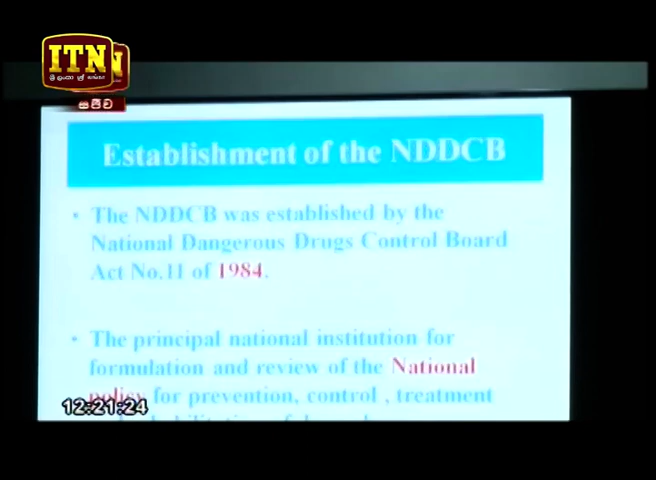 ITN
ශ්‍රී ලංකා ஸ்ரீ லங்கா
සජීව
Establishment of the NDDCB
• The NDDCB was established by the
National Dangerous Drugs Control Board
Act No.11 of 1984.
• The principal national institution for
formulation and review of the National
policy for prevention, control , treatment
12:21:24